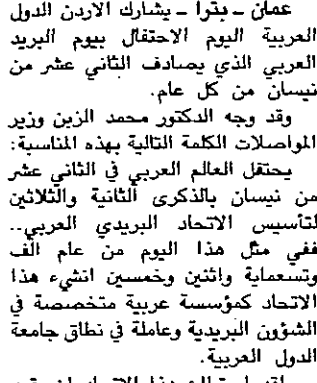 عمان ـ بترا ـ يشارك الاردن الدول
العربية اليوم الاحتفال بيوم البريد
العربي الذي يصادف الثاني عشر من
نيسان من كل عام.
وقد وجه الدكتور محمد الزبن وزير
المواصلات الكلمة التالية بهذه المناسبة:
يحتفل العالم العربي في الثاني عشر
من نيسان بالذكرى الثانية والثلاثين
لتأسيس الاتحاد البريدي العربي..
ففي مثل هذا اليوم من عام الف
وتسعماية واثنين وخمسين انشيء هذا
الاتحاد كمؤسسة عربية متخصصة في
الشؤون البريدية وعاملة في نطاق جامعة
الدول العربية.